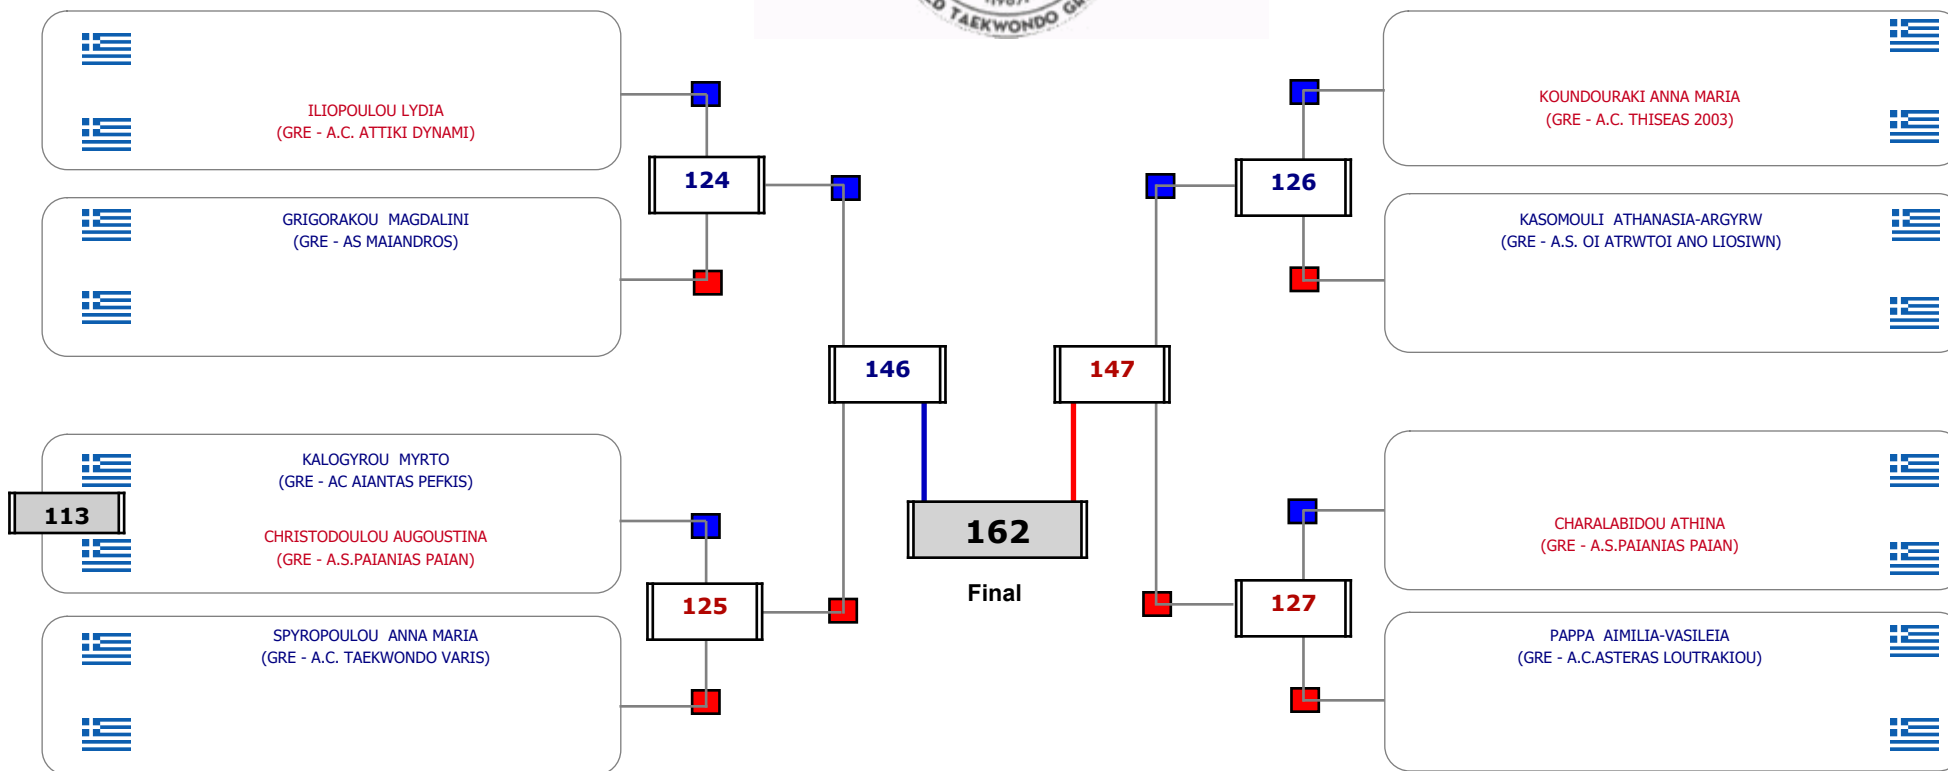 TAEKWONDO
ILIOPOULOU LYDIA
(GRE - A.C. ATTIKI DYNAMI)
124
GRIGORAKOU MAGDALINI
(GRE - AS MAIANDROS)
146
KALOGYROU MYRTO
(GRE - AC AIANTAS PEFKIS)
113
CHRISTODOULOU AUGOUSTINA
(GRE - A.S.PAIANIAS PAIAN)
125
SPYROPOULOU ANNA MARIA
(GRE - A.C. TAEKWONDO VARIS)
162
Final
KOUNDOURAKI ANNA MARIA
(GRE - A.C. THISEAS 2003)
126
KASOMOULI ATHANASIA-ARGYRW
(GRE - A.S. OI ATRWTOI ANO LIOSIWN)
147
CHARALABIDOU ATHINA
(GRE - A.S.PAIANIAS PAIAN)
127
PAPPA AIMILIA-VASILEIA
(GRE - A.C.ASTERAS LOUTRAKIOU)